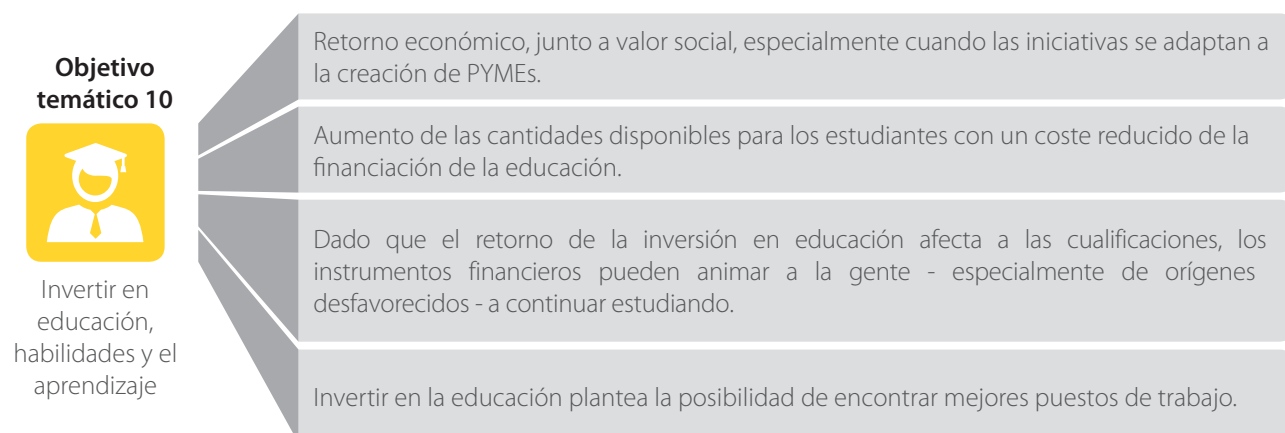 Objetivo
temático 10
Invertir en
educación,
habilidades y el
aprendizaje
Retorno económico, junto a valor social, especialmente cuando las iniciativas se adaptan a
la creación de PYMEs.
Aumento de las cantidades disponibles para los estudiantes con un coste reducido de la
financiación de la educación.
Dado que el retorno de la inversión en educación afecta a las cualificaciones, los
instrumentos financieros pueden animar a la gente - especialmente de orígenes
desfavorecidos - a continuar estudiando.
Invertir en la educación plantea la posibilidad de encontrar mejores puestos de trabajo.